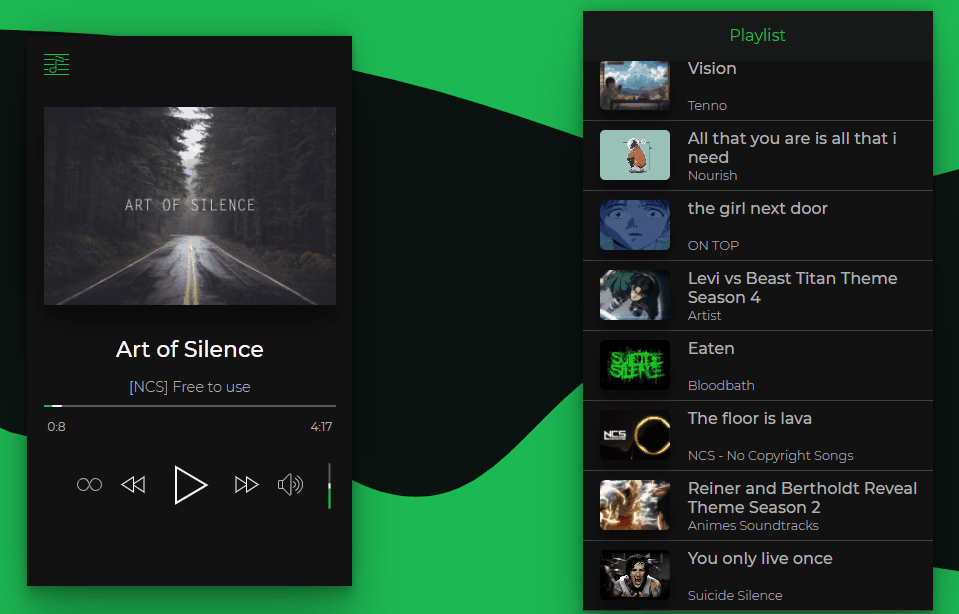 ART OF SILENCE
Art of Silence
[NCS] Free to use
0:8
4:17
Playlist
Vision
Tenno
All that you are is all that i
need
Nourish
the girl next door
ON TOP
Levi vs Beast Titan Theme
Season 4
Artist
SUICIDE
SILENCE
Eaten
Bloodbath
NCS
The floor is lava
NCS - No Copyright Songs
Reiner and Bertholdt Reveal
Theme Season 2
Animes Soundtracks
You only live once
Suicide Silence